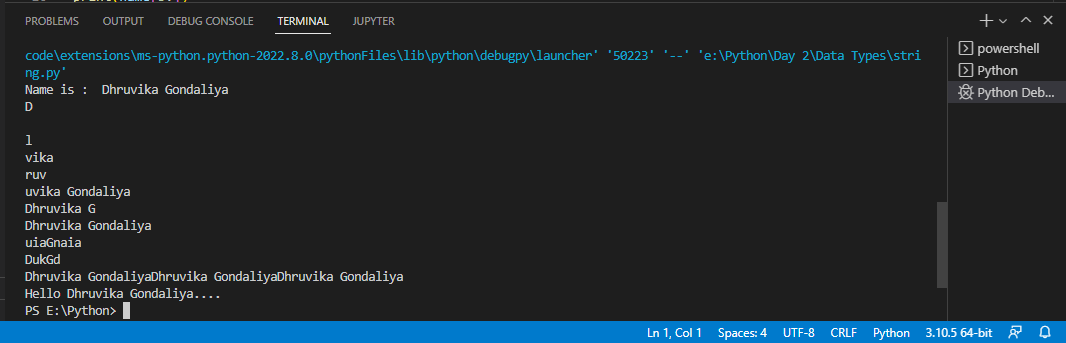 PROBLEMS OUTPUT DEBUG CONSOLE TERMINAL JUPYTER
code\extensions\ms-python.python-2022.8.0\pythonFiles\lib\python\debugpy\launcher' '50223' '--' 'e:\Python\Day 2\Data Types\stri
ng.py'
Name is :  Dhruvika Gondaliya
D

l
vika
ruv
uvika Gondaliya
Dhruvika G
Dhruvika Gondaliya
uiaGnaia
DukGd
Dhruvika GondaliyaDhruvika GondaliyaDhruvika Gondaliya
Hello Dhruvika Gondaliya....
PS E:\Python>
powershell
Python
Python Deb...
Ln 1, Col 1 Spaces: 4 UTF-8 CRLF Python 3.10.5 64-bit